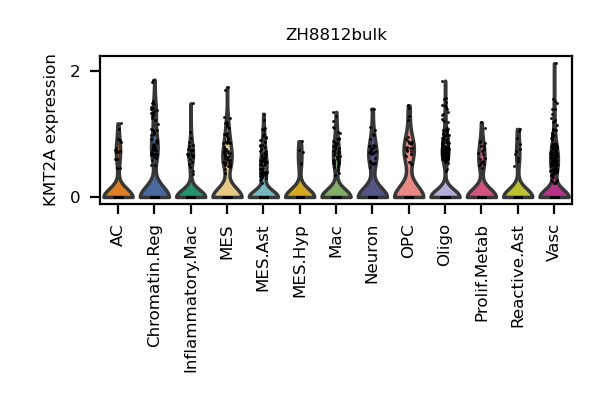 ZH8812bulk
KMT2A expression
2
0
AC
Chromatin.Reg
Inflammatory.Mac
MES
MES.Ast
MES.Hyp
Mac
Neuron
OPC
Oligo
Prolif.Metab
Reactive.Ast
Vasc